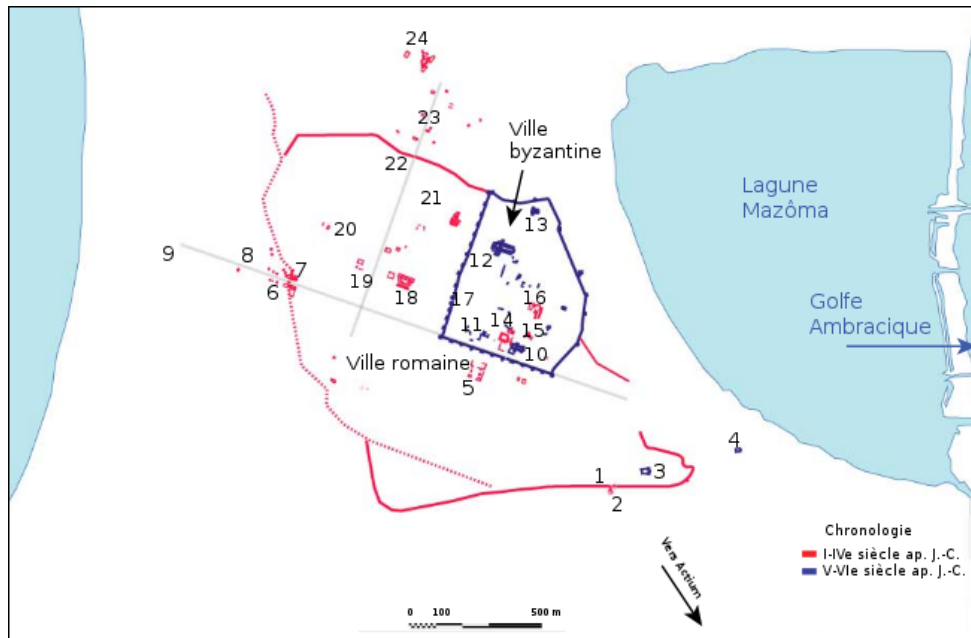 24
23
Ville
byzantine
22
21
13
20
12
9
8
7
6
19
18
17
16
11
14
15
10
Ville romaine
5
Lagune
Mazôma
Golfe
Ambracique
4
3
1
2
Vers Actium
Chronologie
I-IVe siècle ap. J.-C.
V-VIe siècle ap. J.-C.
0 100 500 m